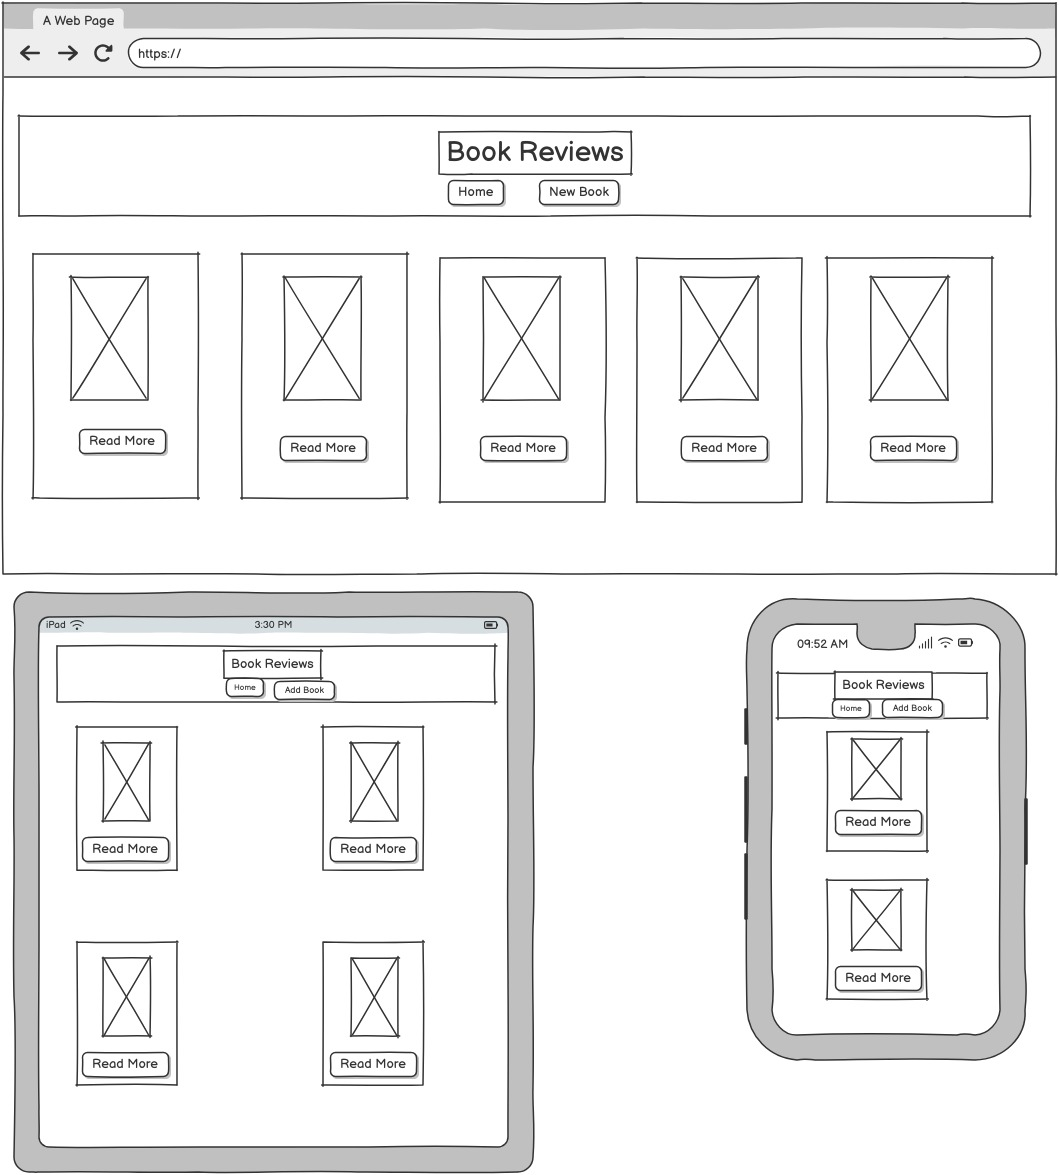 A Web Page
https://
Book Reviews
Home New Book
Read More Read More Read More Read More Read More
iPad 3:30 PM
Book Reviews
Home Add Book
Read More Read More
Read More Read More
09:52 AM
Book Reviews
Home Add Book
Read More
Read More